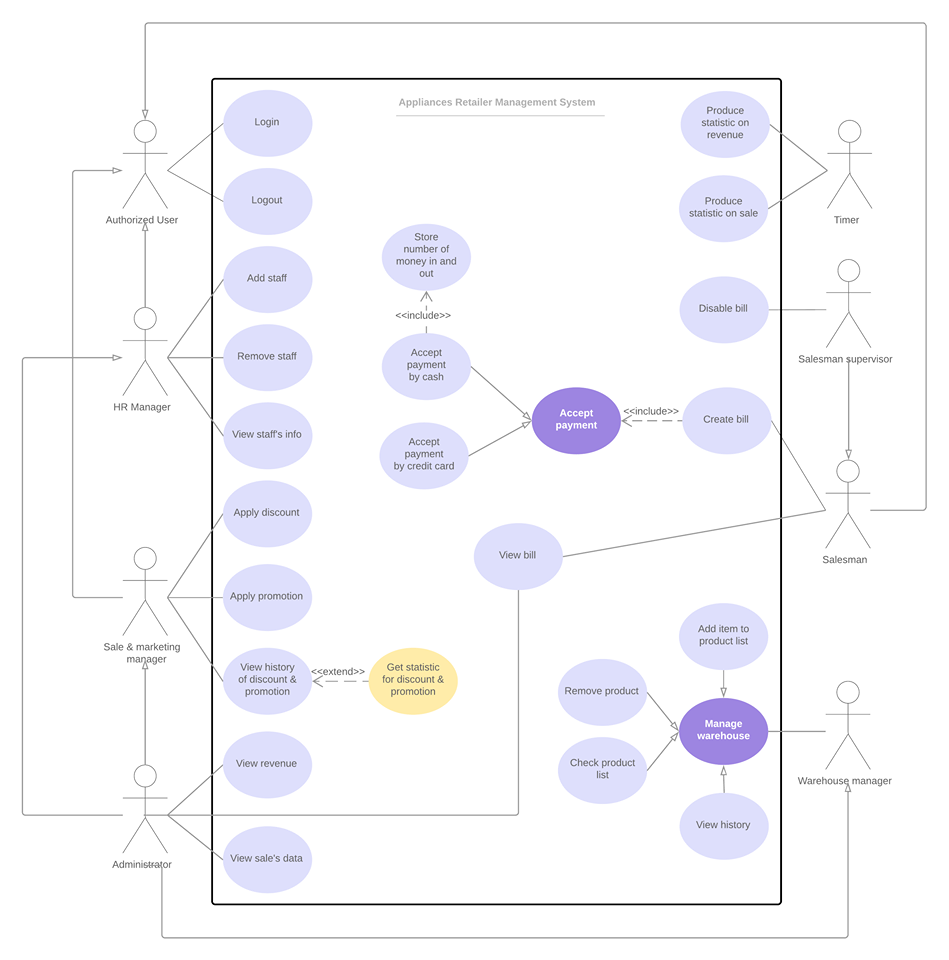 Appliances Retailer Management System
Login
Logout
Add staff
Remove staff
View staff's info
Apply discount
Apply promotion
View history
of discount &
promotion
<<extend>>
Get statistic
for discount &
promotion
View revenue
View sale's data
Authorized User
HR Manager
Sale & marketing
manager
Administrator
Store
number of
money in and
out
<<include>>
Accept
payment
by cash
Accept
payment
by credit card
Accept
payment
<<include>>
Create bill
View bill
Produce
statistic on
revenue
Produce
statistic on sale
Disable bill
Add item to
product list
Remove product
Check product
list
Manage
warehouse
View history
Timer
Salesman supervisor
Salesman
Warehouse manager